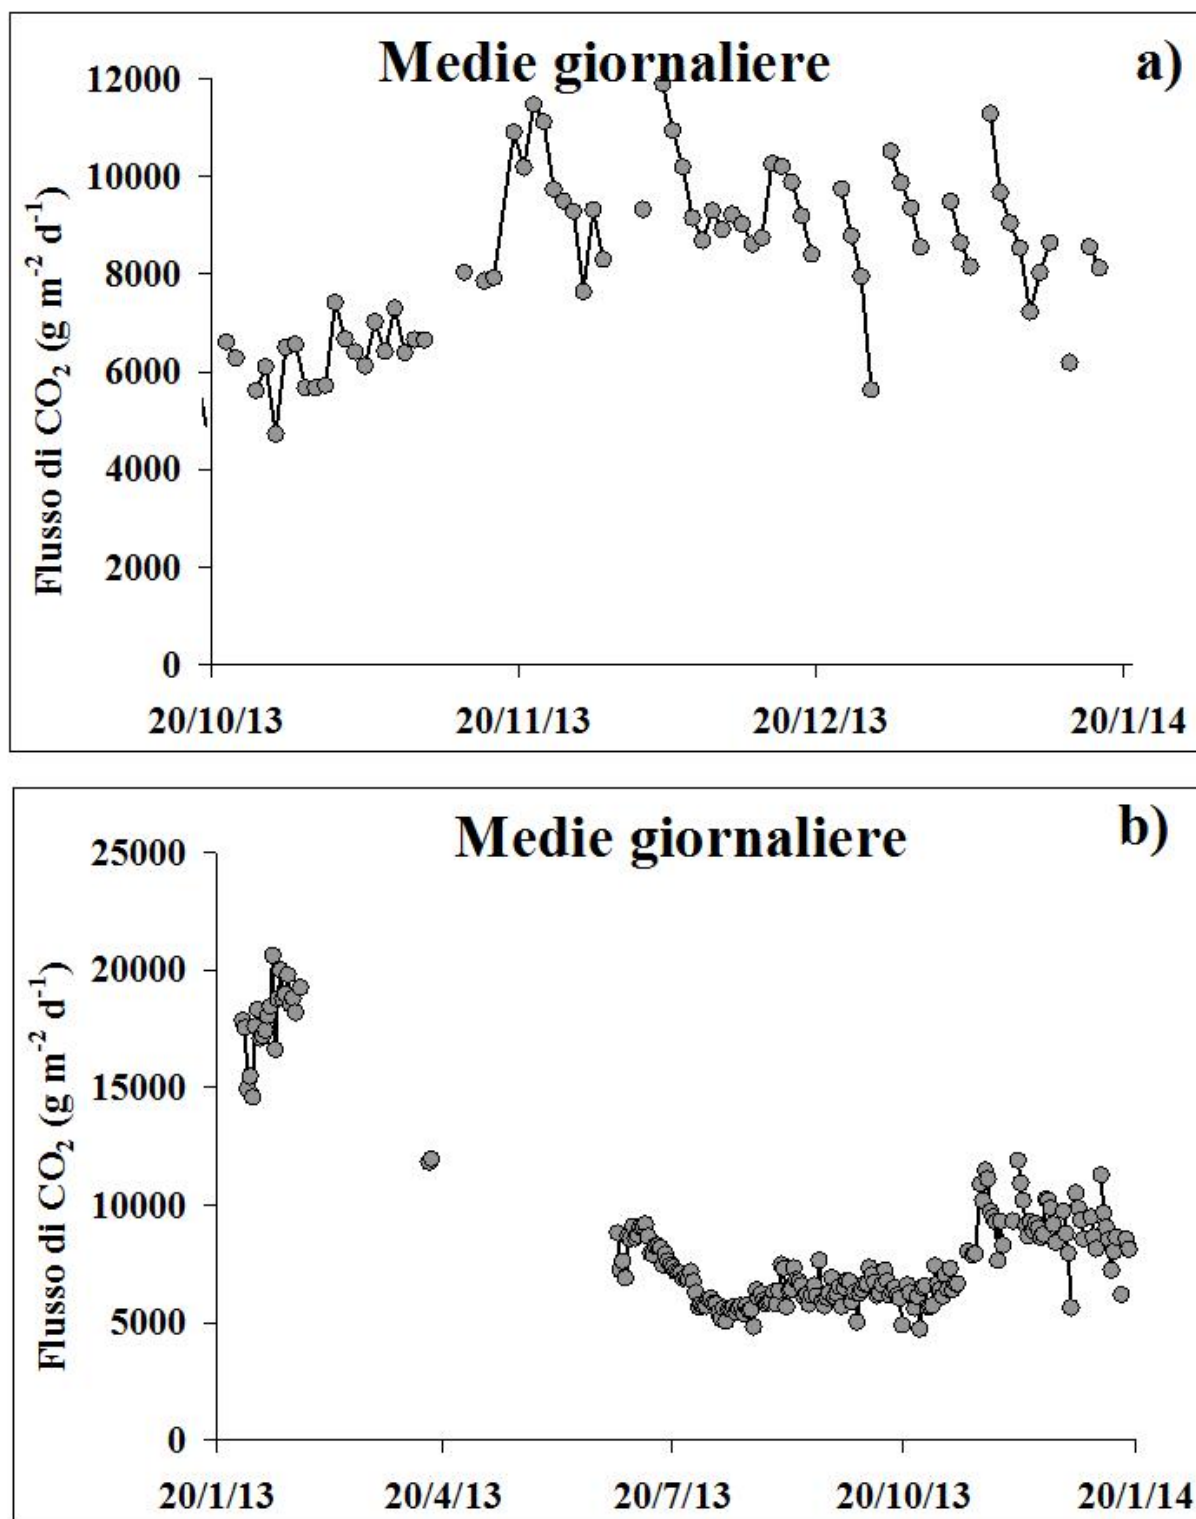 Medie giornaliere
a)
12000
10000
8000
6000
4000
2000
0
Flusso di CO₂ (g m⁻² d⁻¹)
20/10/13 20/11/13 20/12/13 20/1/14
Medie giornaliere
b)
25000
20000
15000
10000
5000
0
Flusso di CO₂ (g m⁻² d⁻¹)
20/1/13 20/4/13 20/7/13 20/10/13 20/1/14